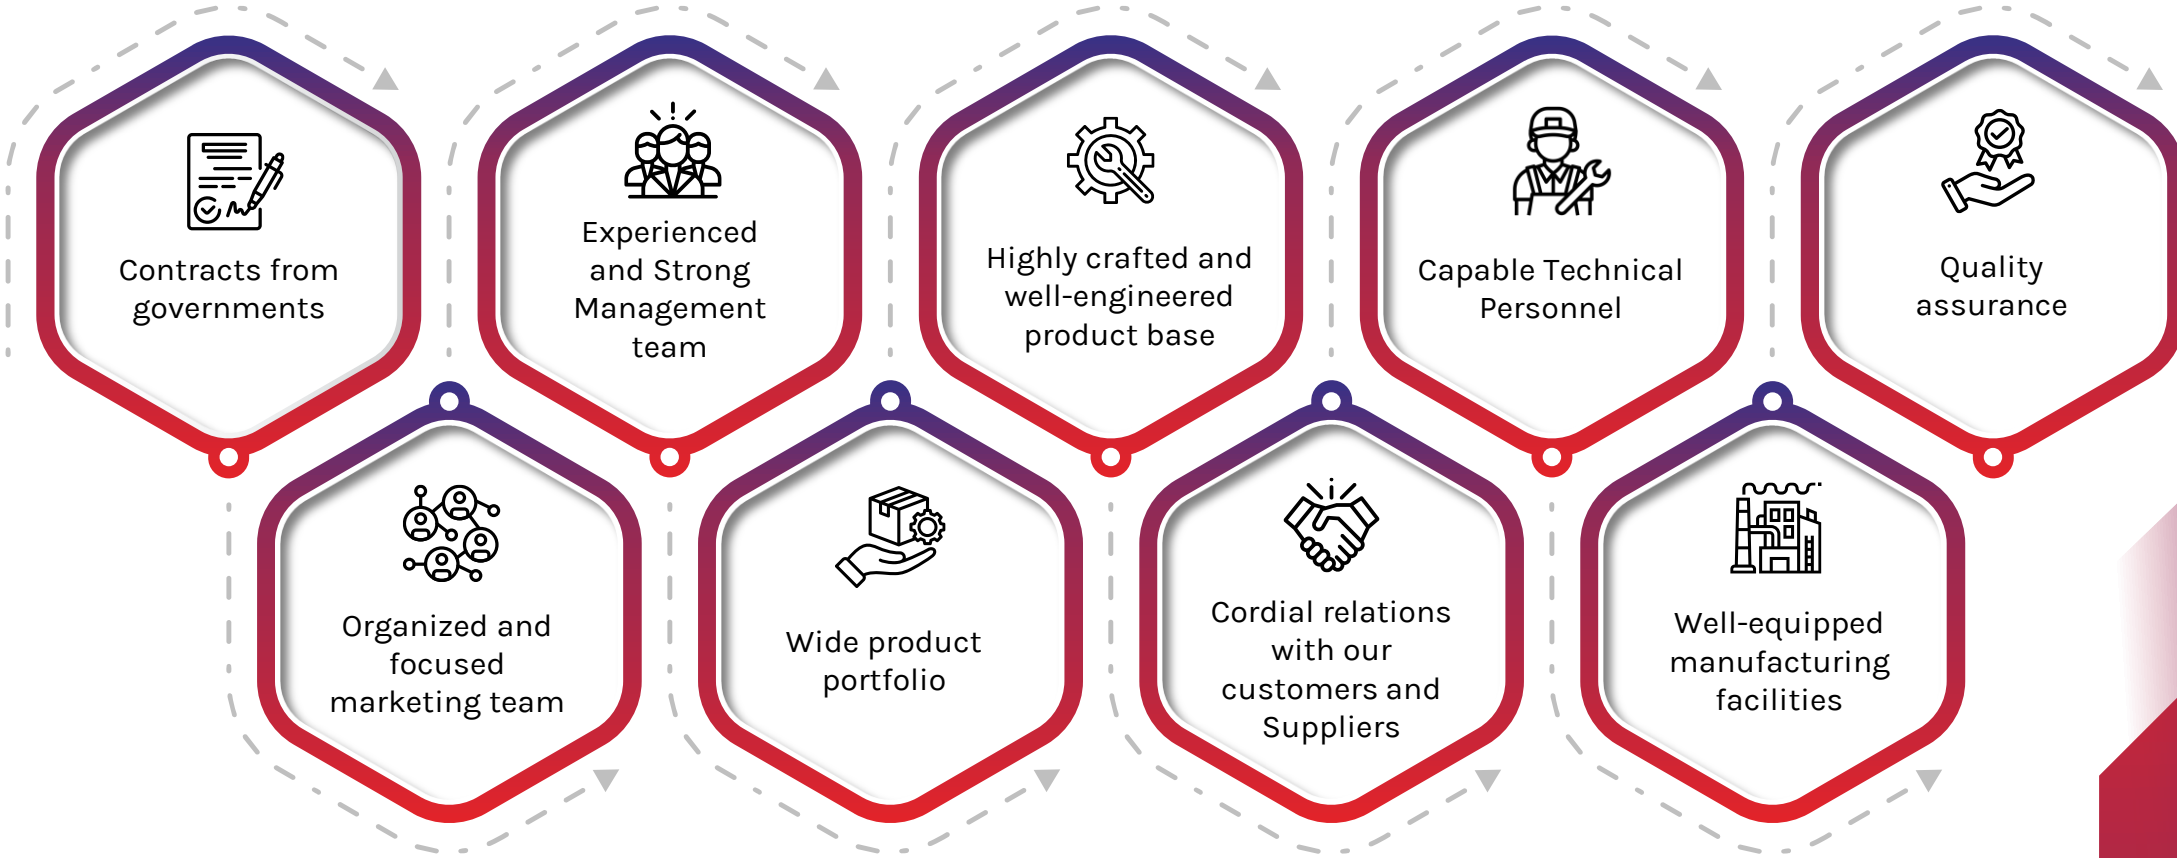 Contracts from
governments
Experienced
and Strong
Management
team
Highly crafted and
well-engineered
product base
Capable Technical
Personnel
Quality
assurance
Organized and
focused
marketing team
Wide product
portfolio
Cordial relations
with our
customers and
Suppliers
Well-equipped
manufacturing
facilities